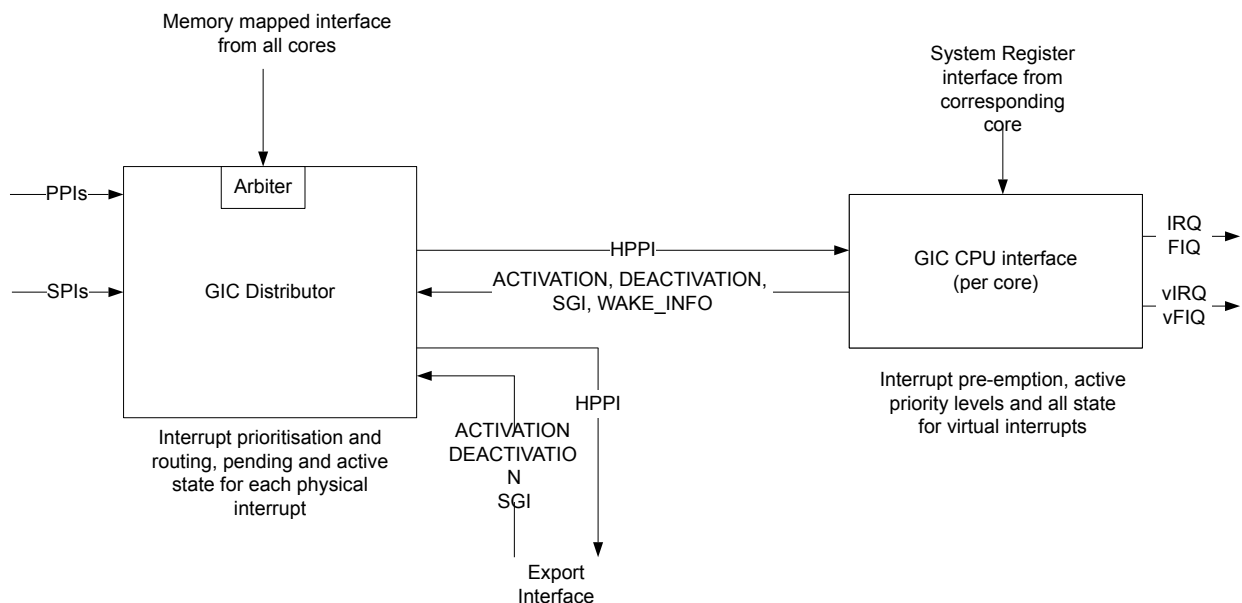 Memory mapped interface
from all cores
System Register
interface from
corresponding
core
Arbiter
PPIs
SPIs
GIC Distributor
HPPI
ACTIVATION, DEACTIVATION,
SGI, WAKE_INFO
GIC CPU interface
(per core)
IRQ
FIQ
vIRQ
vFIQ
Interrupt pre-emption, active
priority levels and all state
for virtual interrupts
HPPI
ACTIVATION
DEACTIVATIO
N
SGI
Interrupt prioritisation and
routing, pending and active
state for each physical
interrupt
Export
Interface